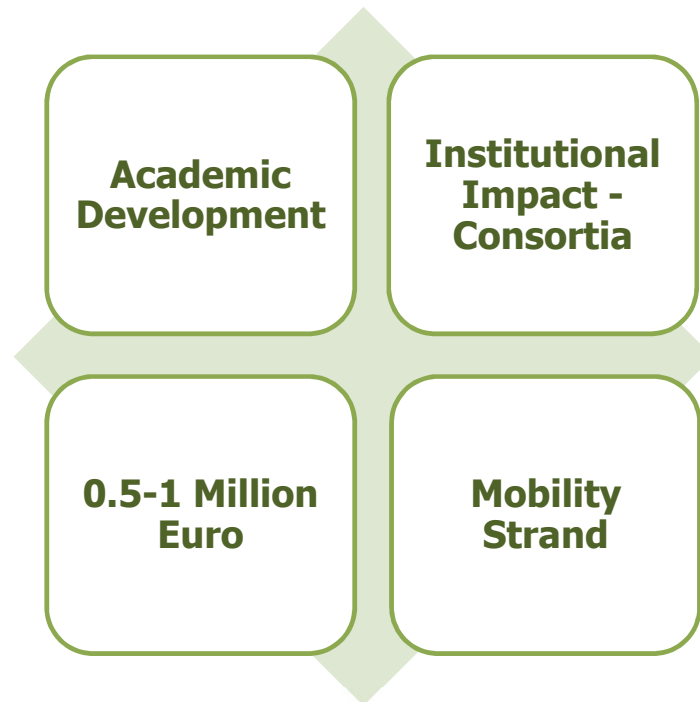 Academic
Development
Institutional
Impact -
Consortia
0.5-1 Million
Euro
Mobility
Strand